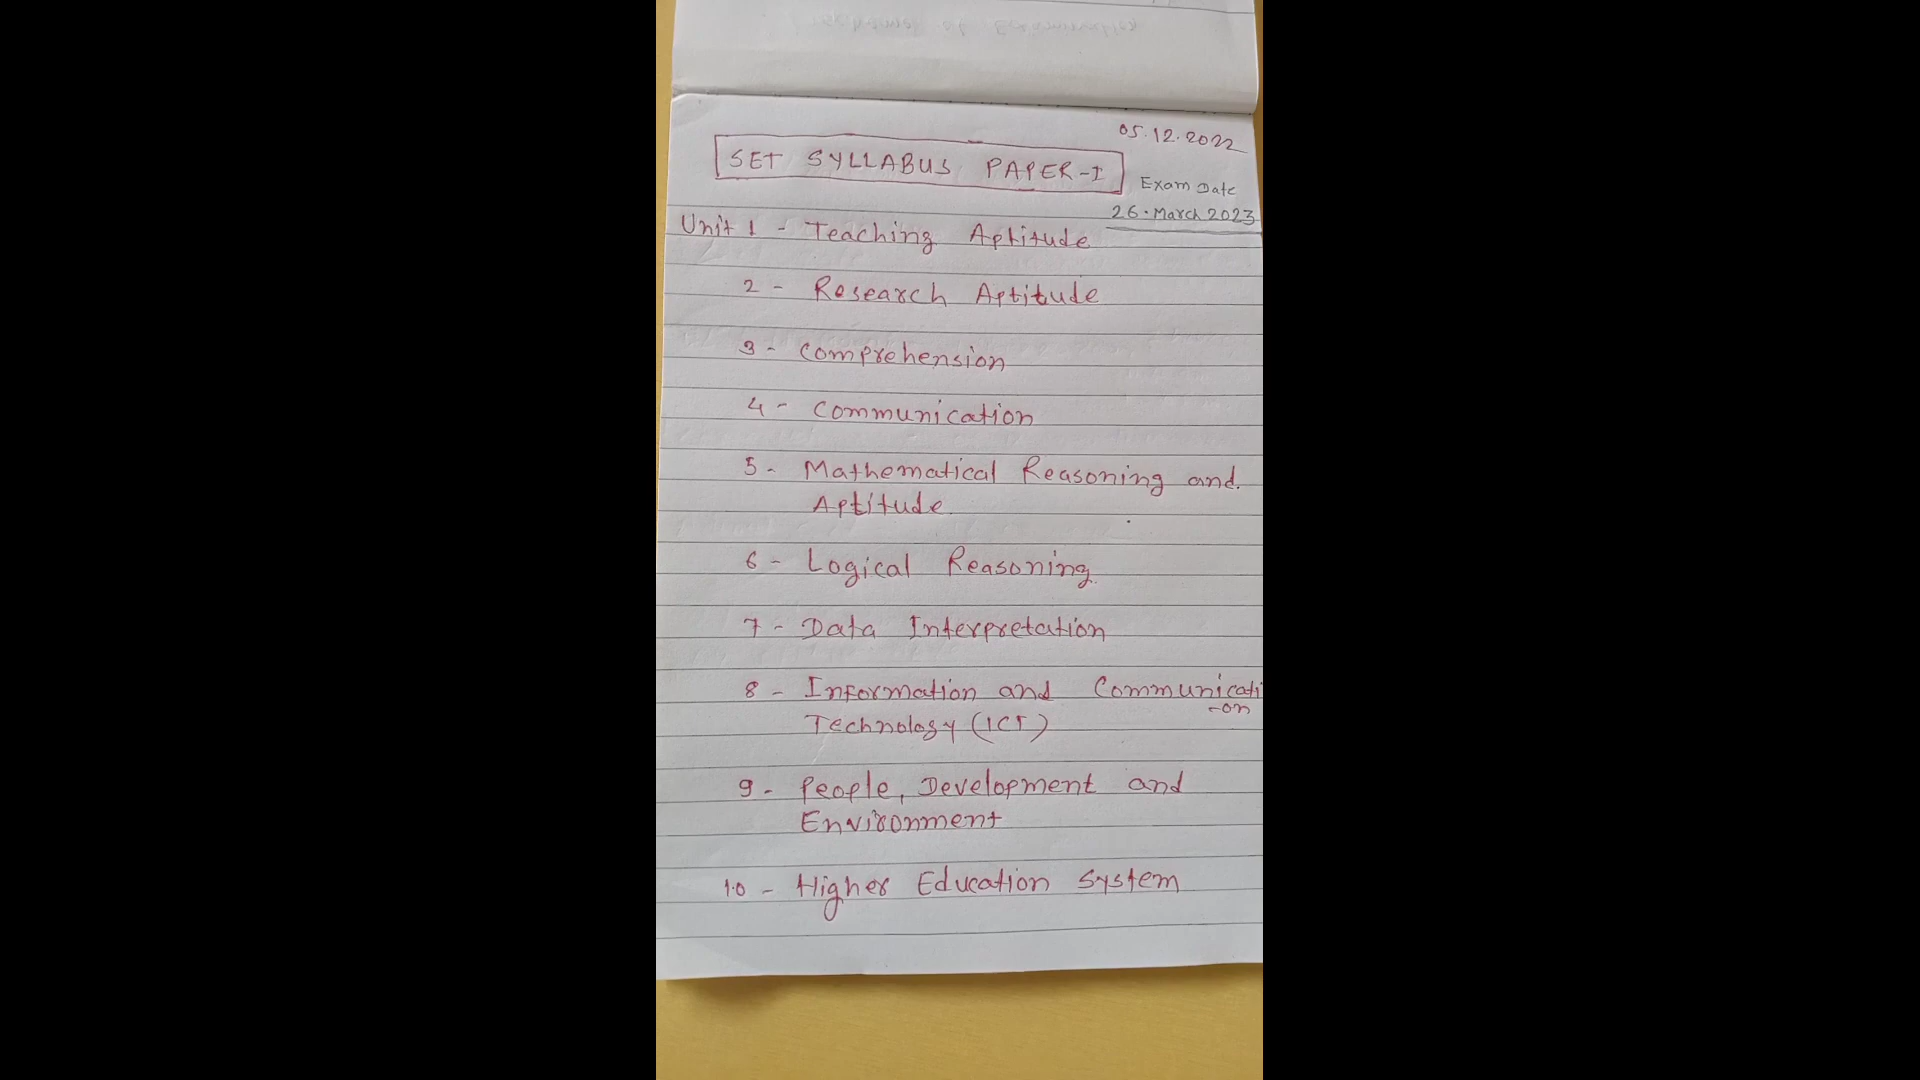 05.12.2022
SET SYLLABUS PAPER-I
Exam Date
26.March 2023
Unit 1 - Teaching Aptitude
2 - Research Aptitude
3 - Comprehension
4 - Communication
5 - Mathematical Reasoning and
Aptitude
6 - Logical Reasoning
7 - Data Interpretation
8 - Information and Communicati
-on
Technology (ICT)
9 - People, Development and
Environment
10 - Higher Education System